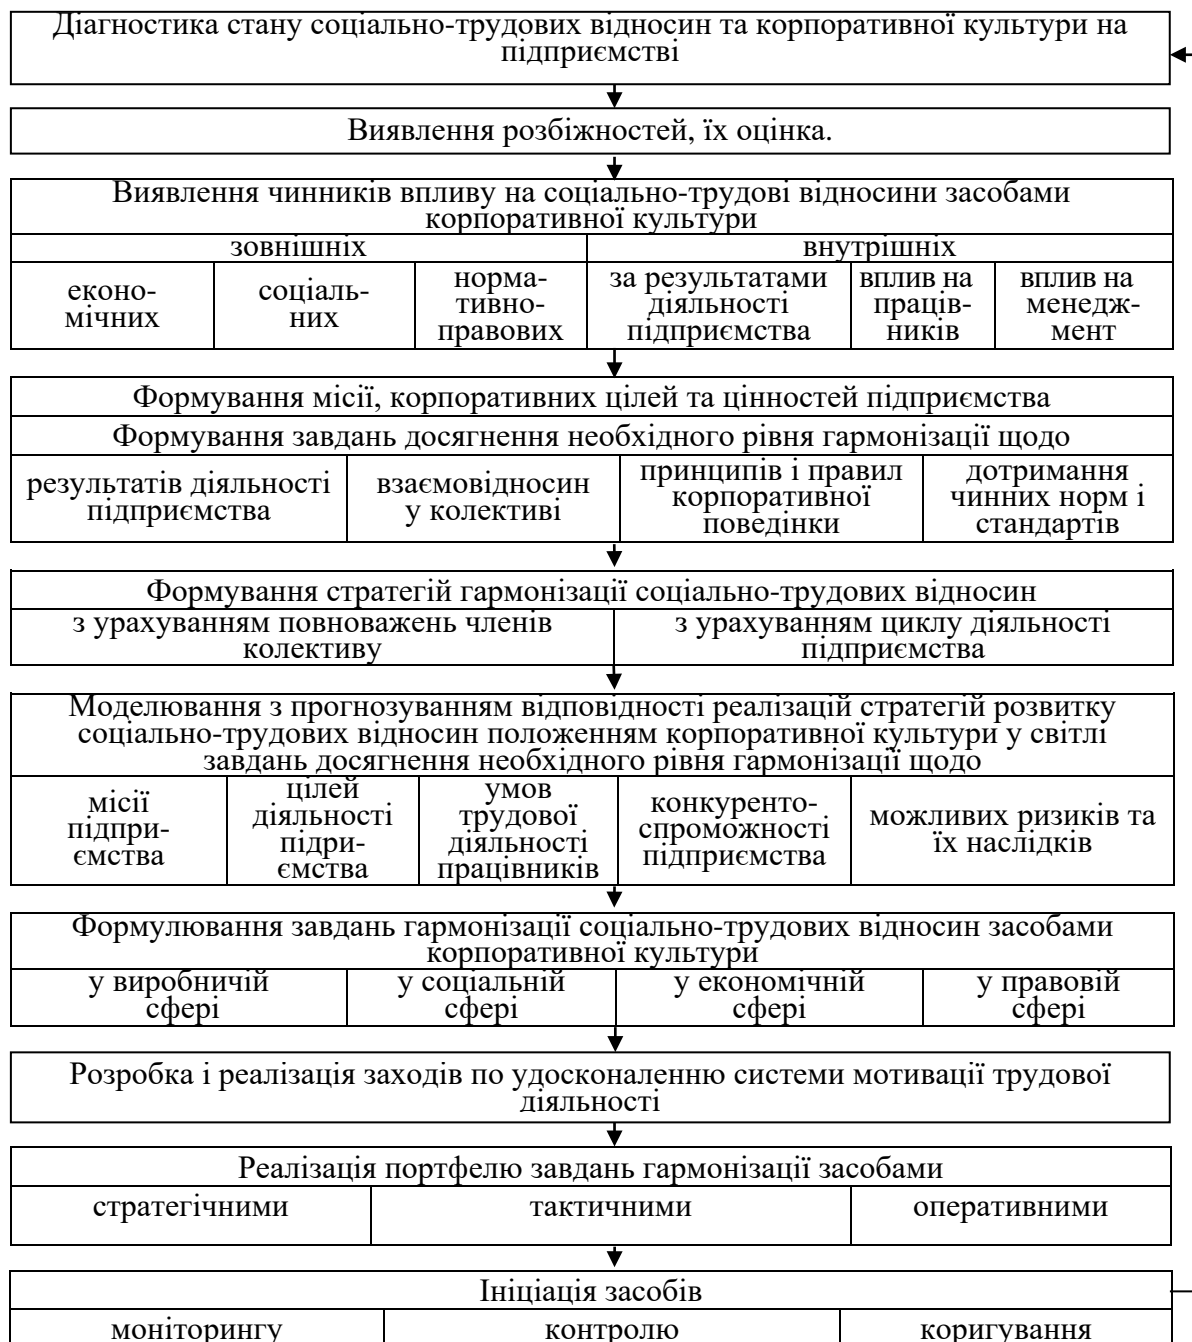 Діагностика стану соціально-трудових відносин та корпоративної культури на
підприємстві
Виявлення розбіжностей, їх оцінка.
Виявлення чинників впливу на соціально-трудові відносини засобами
корпоративної культури
зовнішніх
внутрішніх
еконо-
мічних
соціаль-
них
норма-
тивно-
правових
за результатами
діяльності
підприємства
вплив на
праців-
ників
вплив на
менедж-
мент
Формування місії, корпоративних цілей та цінностей підприємства
Формування завдань досягнення необхідного рівня гармонізації щодо
результатів діяльності
підприємства
взаємовідносин
у колективі
принципів і правил
корпоративної
поведінки
дотримання
чинних норм і
стандартів
Формування стратегій гармонізації соціально-трудових відносин
з урахуванням повноважень членів
колективу
з урахуванням циклу діяльності
підприємства
Моделювання з прогнозуванням відповідності реалізацій стратегій розвитку
соціально-трудових відносин положенням корпоративної культури у світлі
завдань досягнення необхідного рівня гармонізації щодо
місії
підпри-
ємства
цілей
діяльності
підри-
ємства
умов
трудової
діяльності
працівників
конкуренто-
спроможності
підприємства
можливих ризиків та
їх наслідків
Формулювання завдань гармонізації соціально-трудових відносин засобами
корпоративної культури
у виробничій
сфері
у соціальній
сфері
у економічній
сфері
у правовій
сфері
Розробка і реалізація заходів по удосконаленню системи мотивації трудової
діяльності
Реалізація портфелю завдань гармонізації засобами
стратегічними
тактичними
оперативними
Ініціація засобів
моніторингу
контролю
коригування